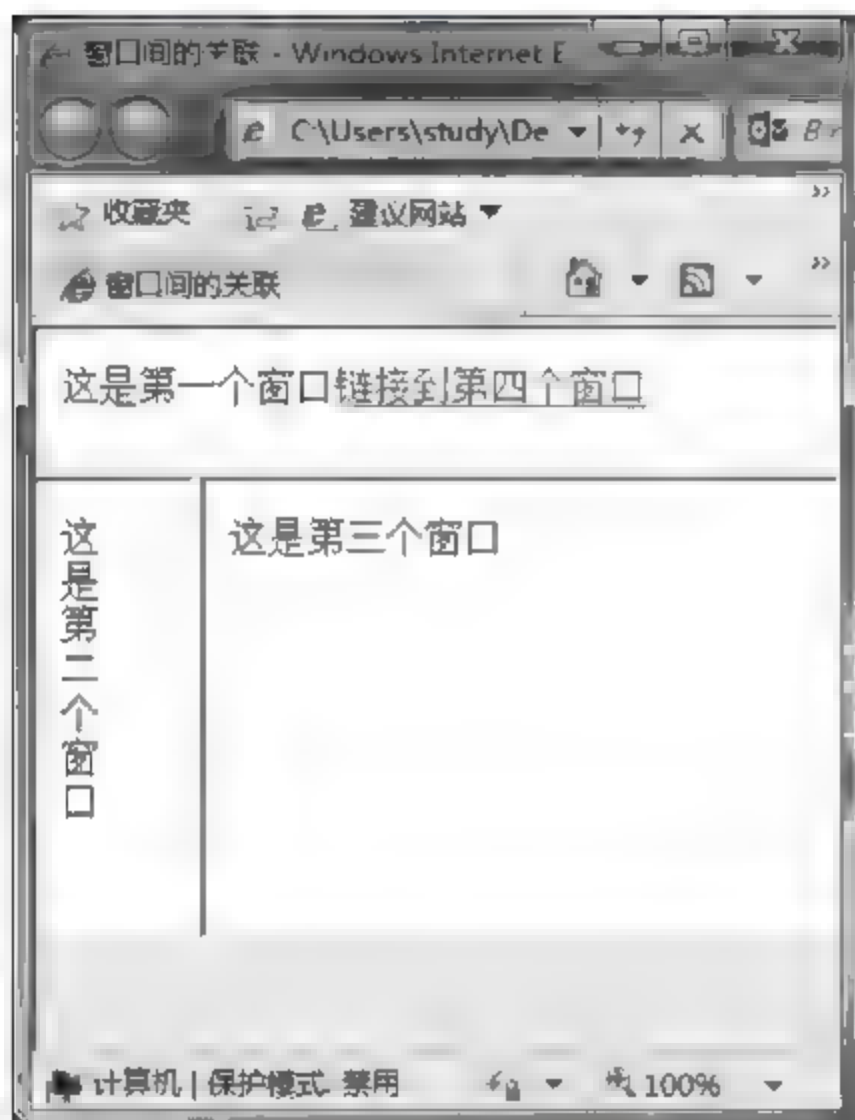 窗口间的关联 - Windows Internet E
C:\Users\study\De
收藏夹 建议网站
窗口间的关联
这是第一个窗口链接到第四个窗口
这是第二个窗口
这是第三个窗口
计算机 | 保护模式: 禁用 100%